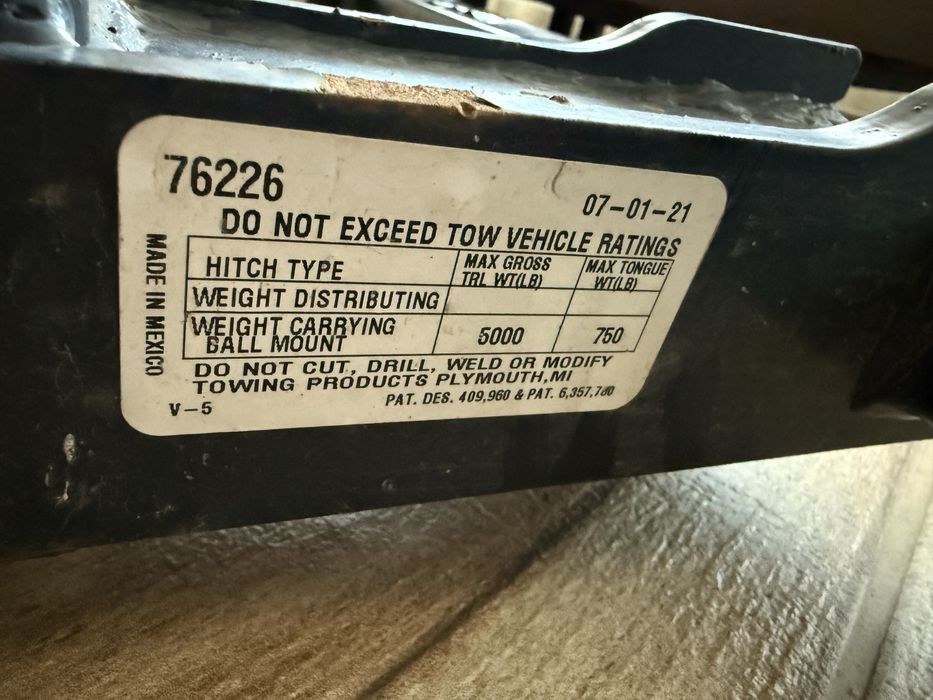 76226
07-01-21
DO NOT EXCEED TOW VEHICLE RATINGS
MADE IN MEXICO
HITCH TYPE
MAX GROSS
TRL WT(LB)
MAX TONGUE
WT(LB)
WEIGHT DISTRIBUTING
WEIGHT CARRYING
BALL MOUNT
5000
750
DO NOT CUT, DRILL, WELD OR MODIFY
TOWING PRODUCTS PLYMOUTH,MI
V-5
PAT. DES. 409,960 & PAT. 6,357,780